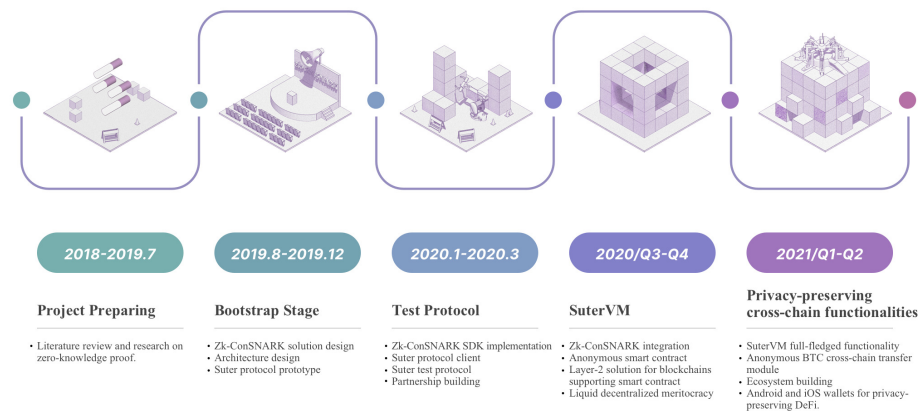 2018-2019.7
Project Preparing
• Literature review and research on
zero-knowledge proof.
2019.8-2019.12
Bootstrap Stage
• Zk-ConSNARK solution design
• Architecture design
• Suter protocol prototype
2020.1-2020.3
Test Protocol
• Zk-ConSNARK SDK implementation
• Suter protocol client
• Suter test protocol
• Partnership building
2020/Q3-Q4
SuterVM
• Zk-ConSNARK integration
• Anonymous smart contract
• Layer-2 solution for blockchains
supporting smart contract
• Liquid decentralized meritocracy
2021/Q1-Q2
Privacy-preserving
cross-chain functionalities
• SuterVM full-fledged functionality
• Anonymous BTC cross-chain transfer
module
• Ecosystem building
• Android and iOS wallets for privacy-
preserving DeFi.